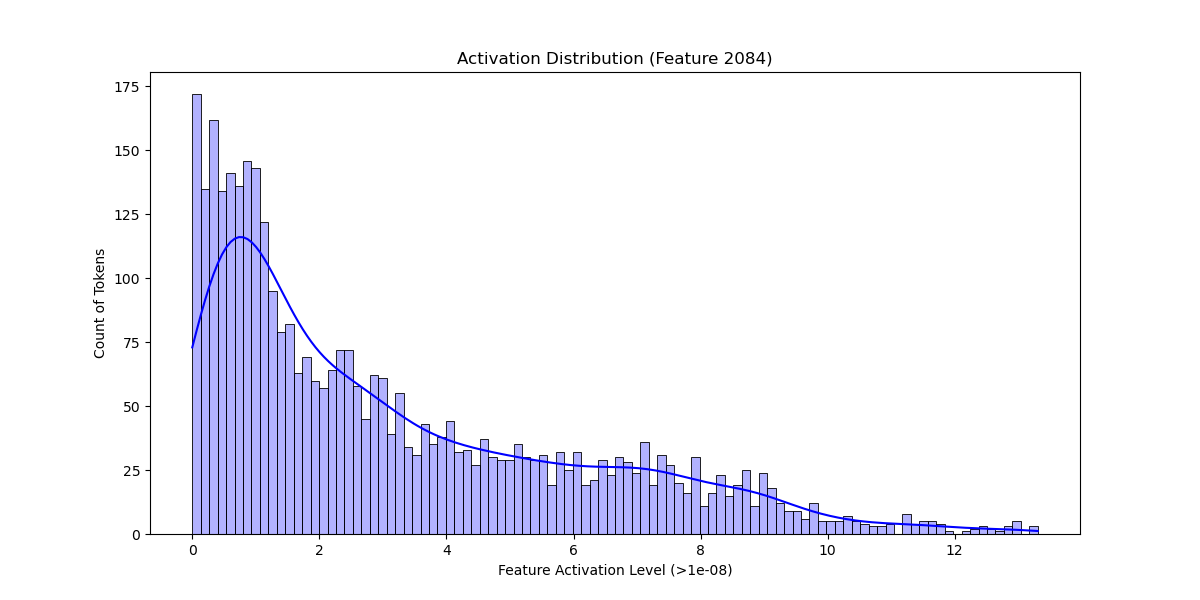 Activation Distribution (Feature 2084)
175
150
125
100
75
50
25
0
Count of Tokens
0 2 4 6 8 10 12
Feature Activation Level (>1e-08)